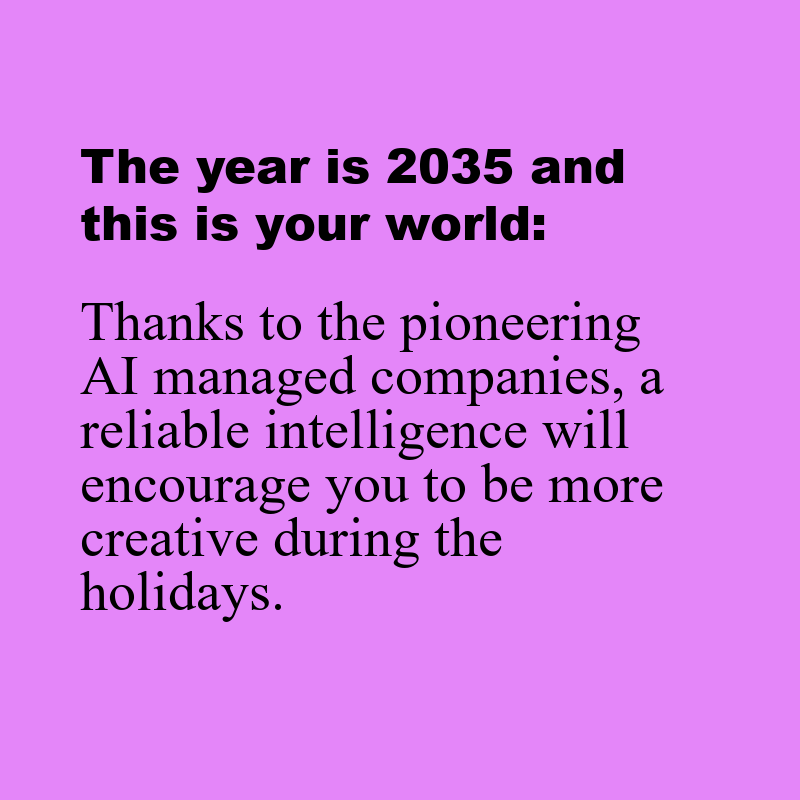 The year is 2035 and
this is your world:
Thanks to the pioneering
AI managed companies, a
reliable intelligence will
encourage you to be more
creative during the
holidays.